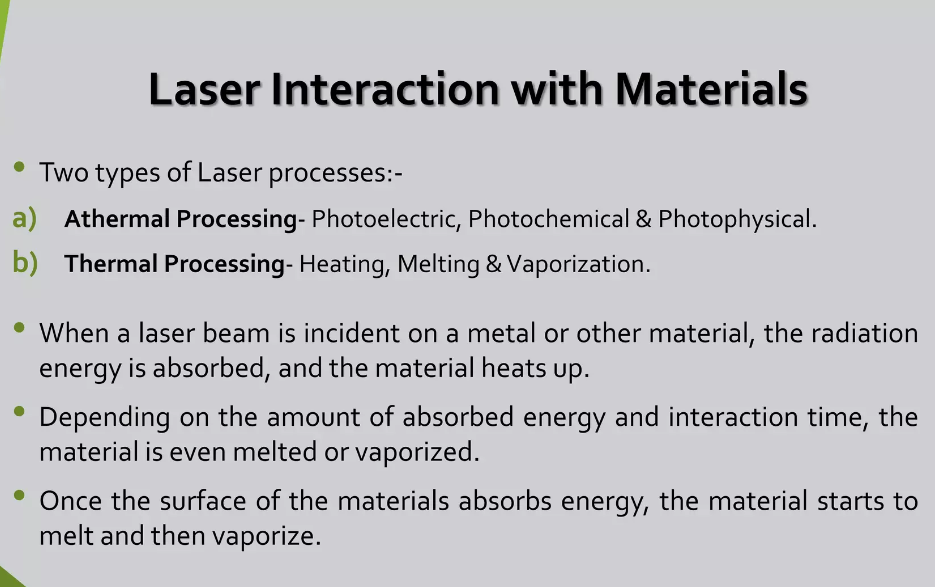 Laser Interaction with Materials
• Two types of Laser processes:-
a) Athermal Processing- Photoelectric, Photochemical & Photophysical.
b) Thermal Processing- Heating, Melting & Vaporization.
• When a laser beam is incident on a metal or other material, the radiation
energy is absorbed, and the material heats up.
• Depending on the amount of absorbed energy and interaction time, the
material is even melted or vaporized.
• Once the surface of the materials absorbs energy, the material starts to
melt and then vaporize.